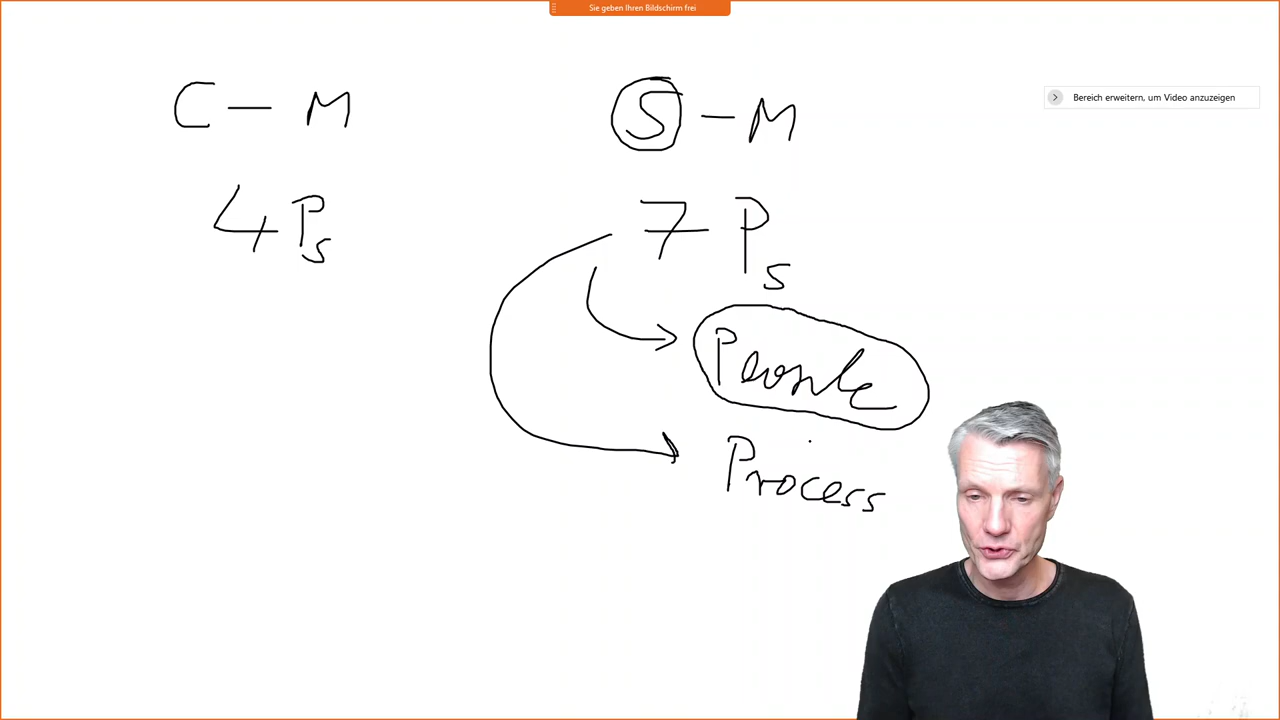 Sie geben Ihren Bildschirm frei
Bereich erweitern, um Video anzuzeigen
C – M
S – M
4 Ps
7 Ps
People
Process